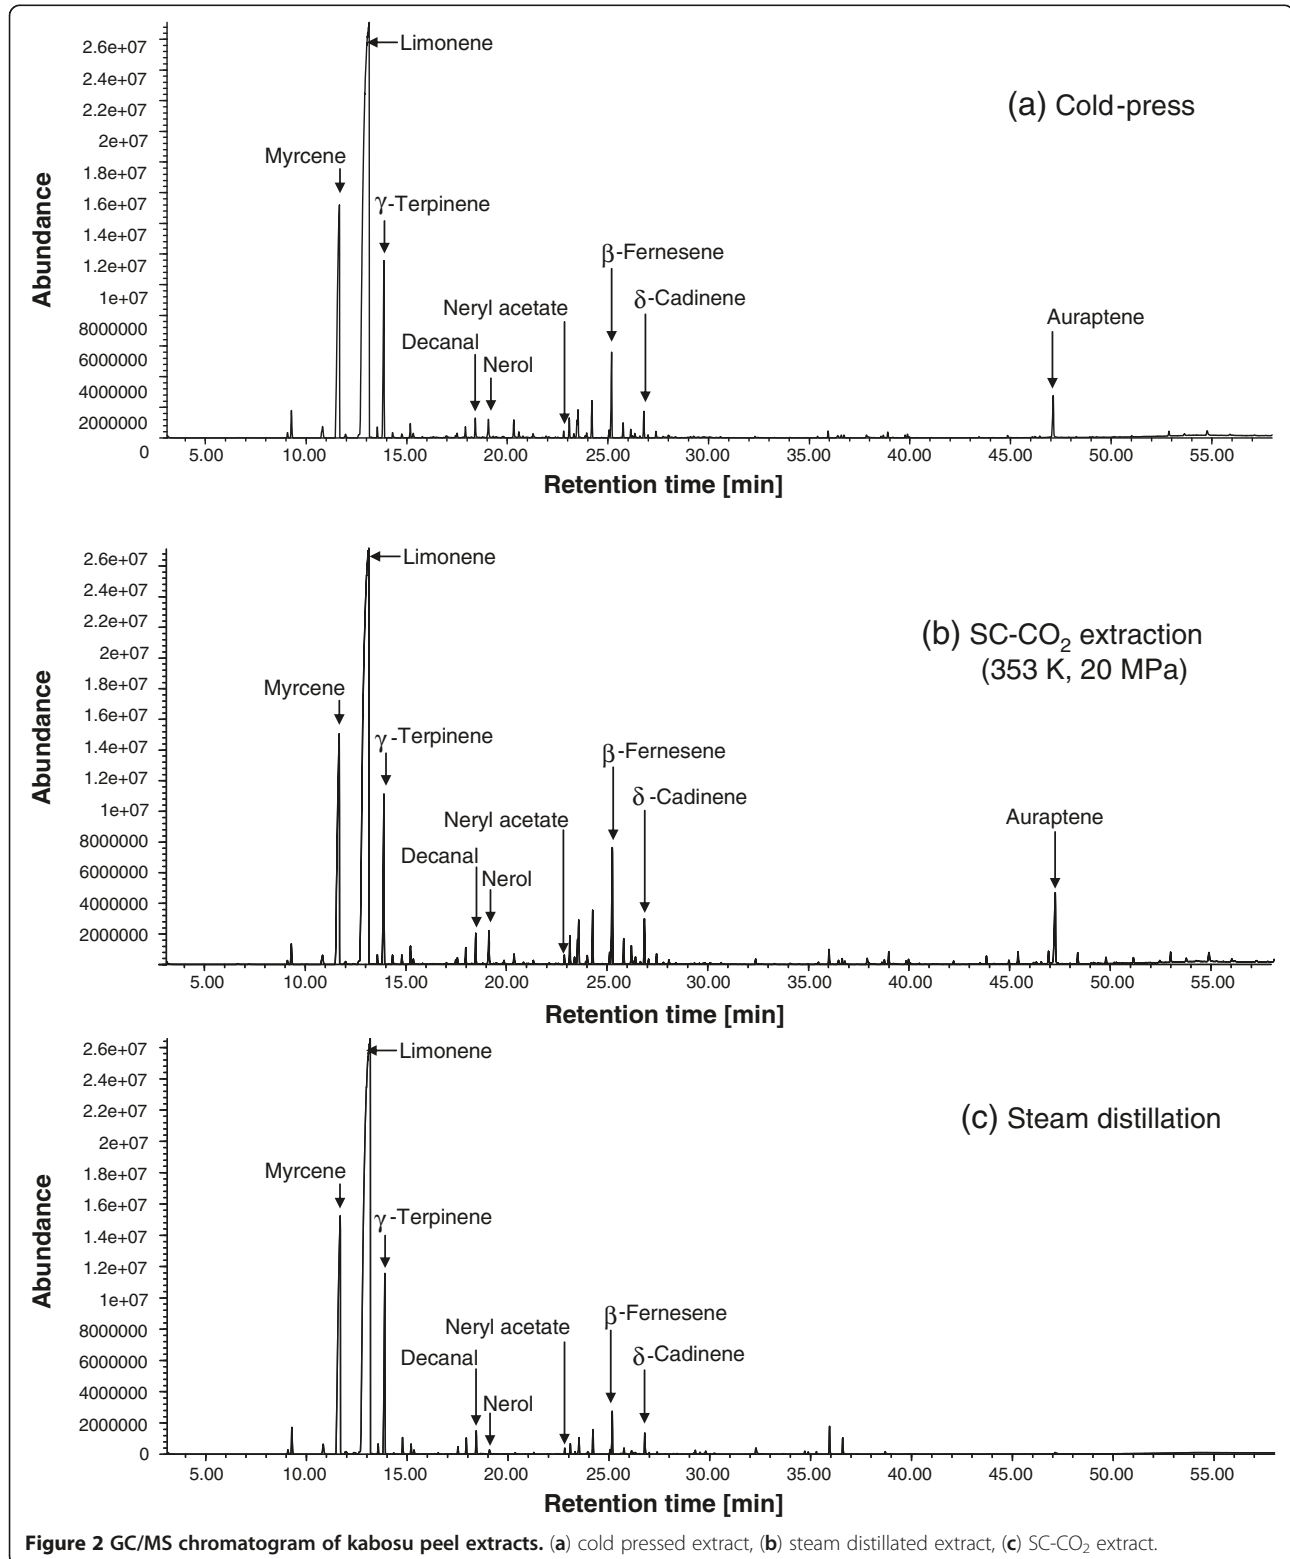 2.6e+07
2.4e+07
2.2e+07
2e+07
1.8e+07
1.6e+07
1.4e+07
1.2e+07
1e+07
8000000
6000000
4000000
2000000
0
Abundance
Limonene
(a) Cold-press
Myrcene
γ-Terpinene
β-Fernesene
Neryl acetate
δ-Cadinene
Decanal
Nerol
Auraptene
5.00 10.00 15.00 20.00 25.00 30.00 35.00 40.00 45.00 50.00 55.00
Retention time [min]
2.6e+07
2.4e+07
2.2e+07
2e+07
1.8e+07
1.6e+07
1.4e+07
1.2e+07
1e+07
8000000
6000000
4000000
2000000
Abundance
Limonene
(b) SC-CO2 extraction
(353 K, 20 MPa)
Myrcene
γ-Terpinene
β-Fernesene
δ-Cadinene
Neryl acetate
Decanal
Nerol
Auraptene
5.00 10.00 15.00 20.00 25.00 30.00 35.00 40.00 45.00 50.00 55.00
Retention time [min]
2.6e+07
2.4e+07
2.2e+07
2e+07
1.8e+07
1.6e+07
1.4e+07
1.2e+07
1e+07
8000000
6000000
4000000
2000000
0
Abundance
Limonene
(c) Steam distillation
Myrcene
γ-Terpinene
β-Fernesene
Neryl acetate
δ-Cadinene
Decanal
Nerol
5.00 10.00 15.00 20.00 25.00 30.00 35.00 40.00 45.00 50.00 55.00
Retention time [min]
Figure 2 GC/MS chromatogram of kabosu peel extracts. (a) cold pressed extract, (b) steam distillated extract, (c) SC-CO2 extract.